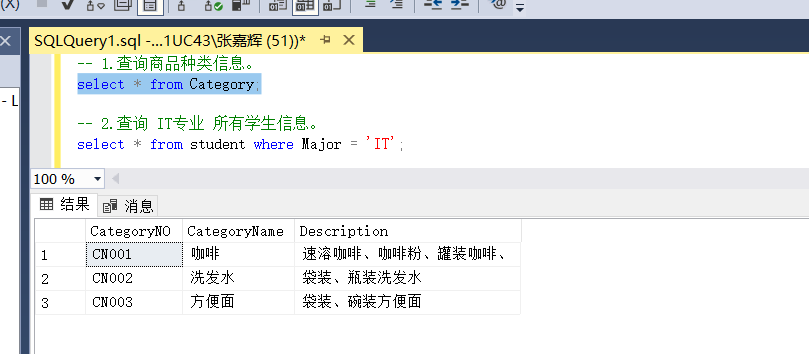 SQLQuery1.sql -...1UC43\张嘉辉 (51))*
-- 1.查询商品种类信息。
select * from Category;
-- 2.查询 IT专业 所有学生信息。
select * from student where Major = 'IT';
100 %
结果 消息
CategoryNO CategoryName Description
1 CN001 咖啡 速溶咖啡、咖啡粉、罐装咖啡、
2 CN002 洗发水 袋装、瓶装洗发水
3 CN003 方便面 袋装、碗装方便面